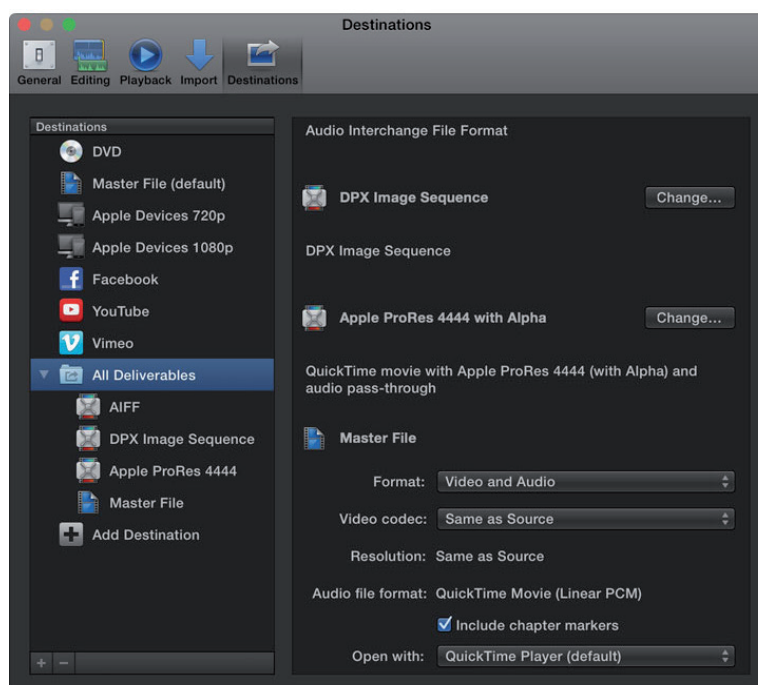 Destinations
General Editing Playback Import Destinations
Destinations
DVD
Master File (default)
Apple Devices 720p
Apple Devices 1080p
Facebook
YouTube
Vimeo
All Deliverables
AIFF
DPX Image Sequence
Apple ProRes 4444
Master File
Add Destination
Audio Interchange File Format
DPX Image Sequence Change...
DPX Image Sequence
Apple ProRes 4444 with Alpha Change...
QuickTime movie with Apple ProRes 4444 (with Alpha) and
audio pass-through
Master File
Format: Video and Audio
Video codec: Same as Source
Resolution: Same as Source
Audio file format: QuickTime Movie (Linear PCM)
Include chapter markers
Open with: QuickTime Player (default)